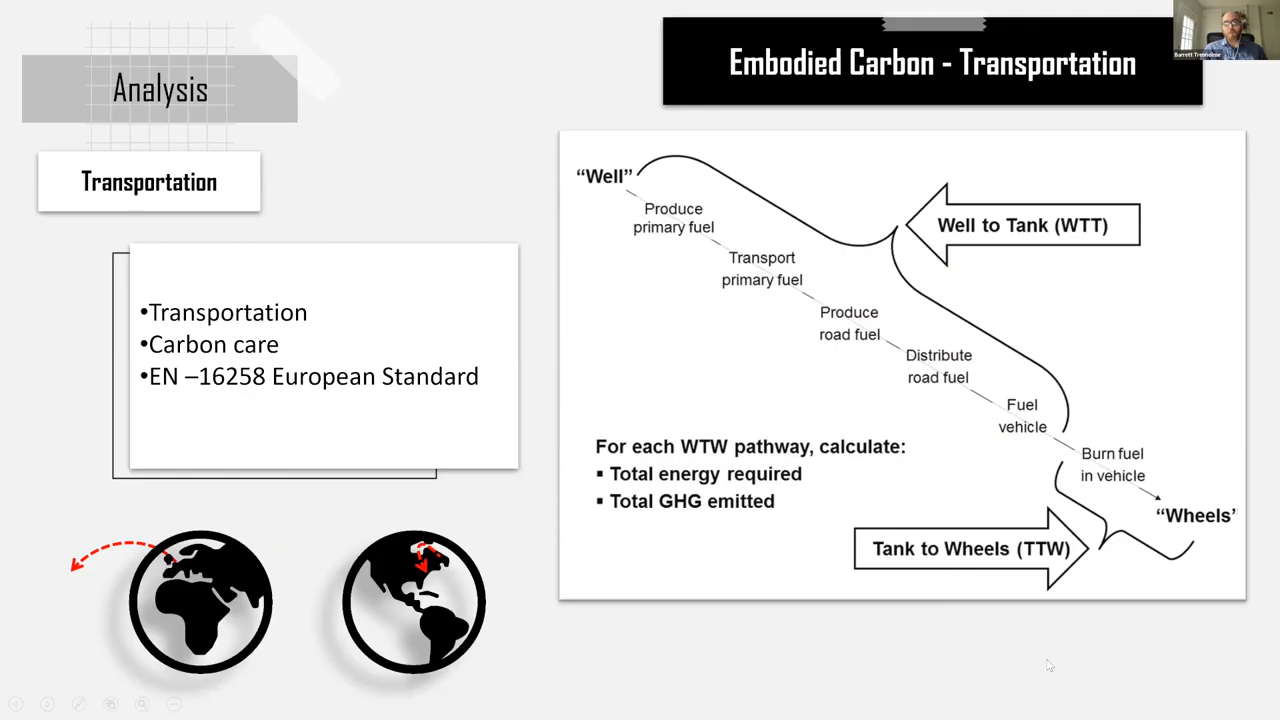 Analysis
Transportation
•Transportation
•Carbon care
•EN –16258 European Standard
Embodied Carbon - Transportation
Barrett Trenholme
“Well”
Produce
primary fuel
Transport
primary fuel
Produce
road fuel
Distribute
road fuel
Fuel
vehicle
Burn fuel
in vehicle
“Wheels’
Well to Tank (WTT)
For each WTW pathway, calculate:
▪ Total energy required
▪ Total GHG emitted
Tank to Wheels (TTW)